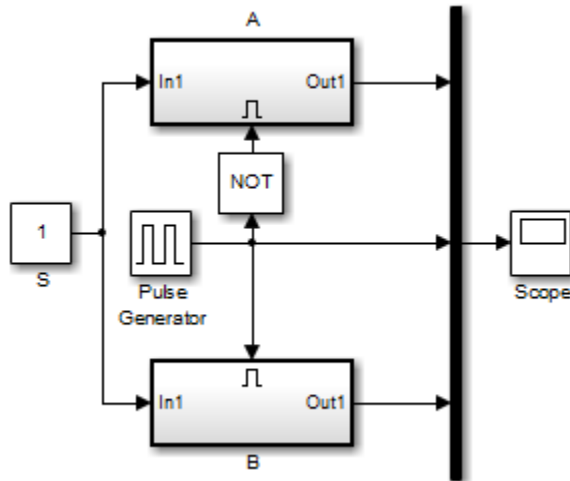 A
In1
Out1
NOT
1
S
Pulse
Generator
Scope
In1
Out1
B